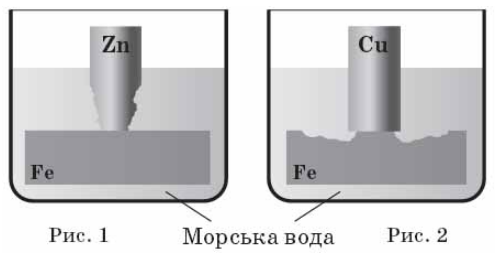 Zn
Cu
Fe
Fe
Рис. 1
Морська вода
Рис. 2